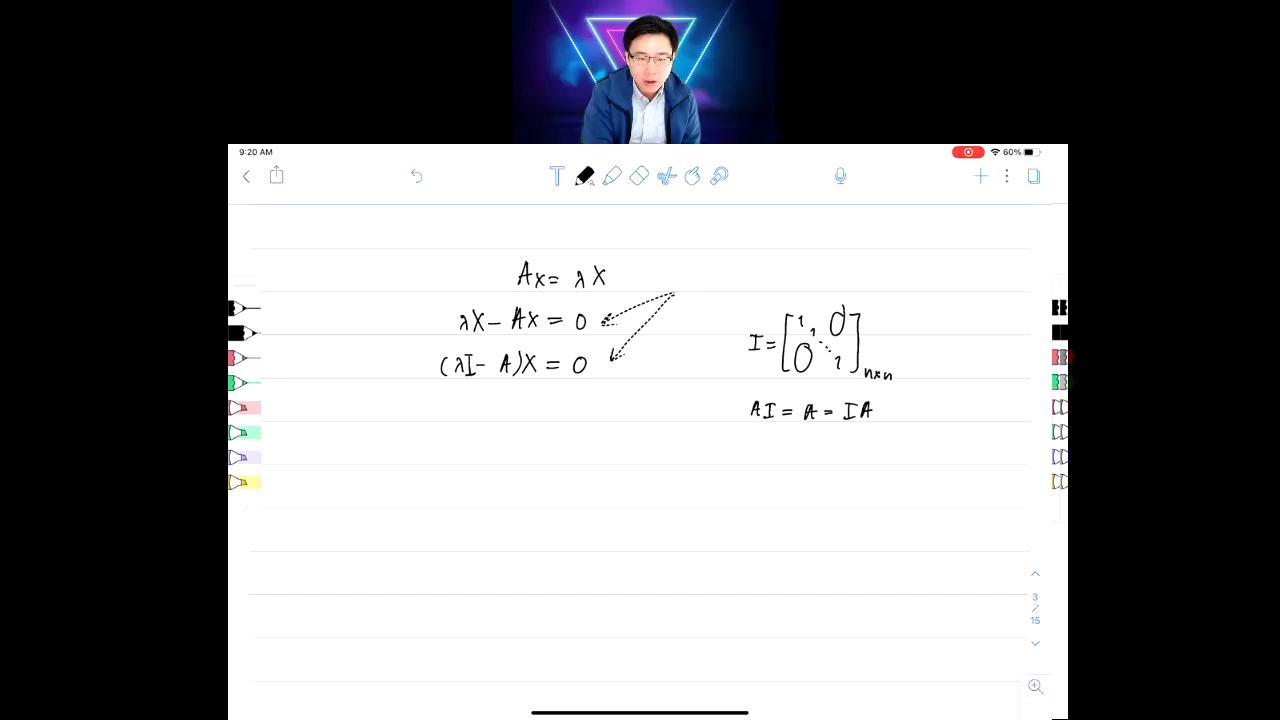 9:20 AM
60%
T
Ax = λX
λX - AX = 0
(λI - A)X = 0
I = [1 1 0 0 1] n×n
AI = A = IA
3
/
15